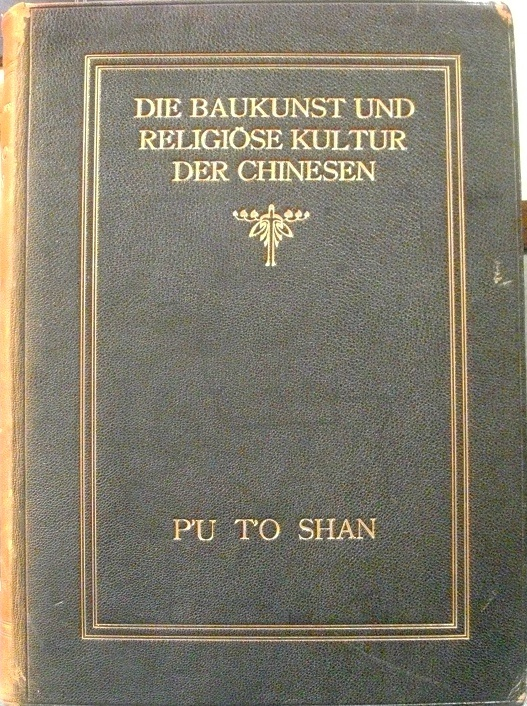 DIE BAUKUNST UND
RELIGIÖSE KULTUR
DER CHINESEN
P'U T'O SHAN